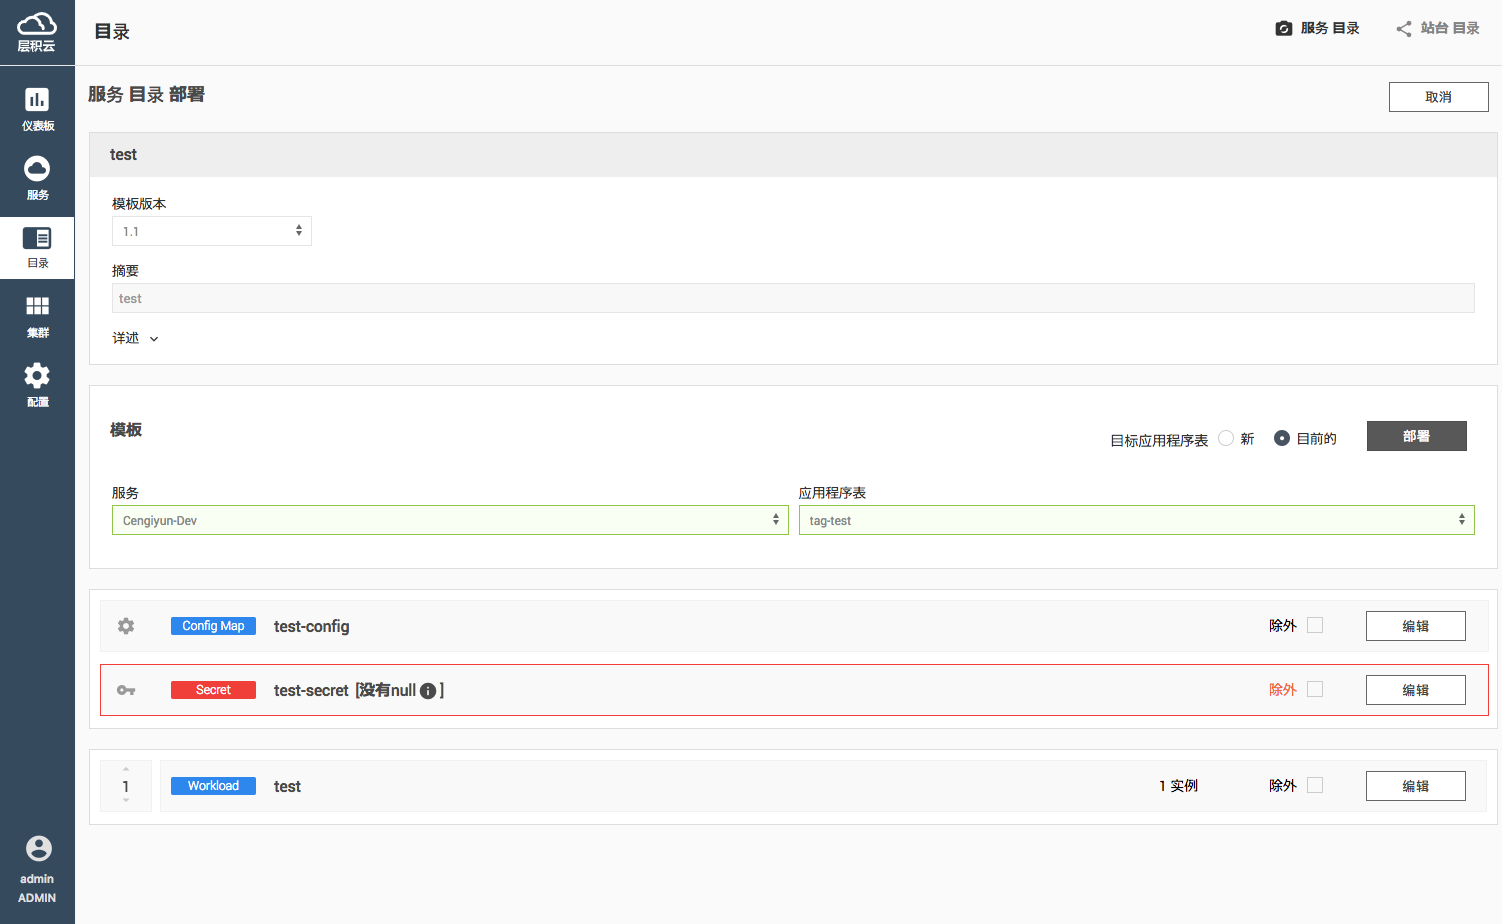 层积云
目录
服务 目录
站台 目录
仪表板
服务
目录
集群
配置
admin
ADMIN
服务 目录 部署
取消
test
模板版本
1.1
摘要
test
详述
模板
目标应用程序表
新
目前的
部署
服务
应用程序表
Cengiyun-Dev
tag-test
Config Map
test-config
除外
编辑
Secret
test-secret [没有null ]
除外
编辑
1
Workload
test
1 实例
除外
编辑